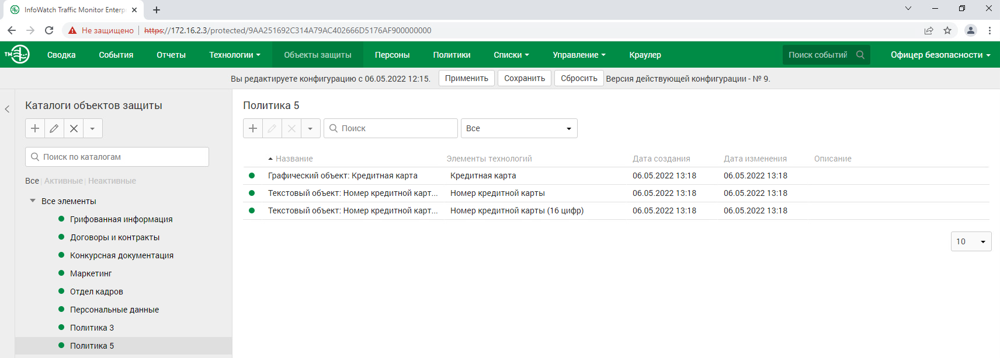 InfoWatch Traffic Monitor Enterp
Не защищено https://172.16.2.3/protected/9AA251692C314A79AC402666D5176AF900000000
TM Сводка События Отчеты Технологии Объекты защиты Персоны Политики Списки Управление Краулер Поиск событий Офицер безопасности
Вы редактируете конфигурацию с 06.05.2022 12:15. Применить Сохранить Сбросить Версия действующей конфигурации - № 9.
Каталоги объектов защиты
Поиск по каталогам
Все | Активные | Неактивные
Все элементы
Грифованная информация
Договоры и контракты
Конкурсная документация
Маркетинг
Отдел кадров
Персональные данные
Политика 3
Политика 5
Политика 5
Поиск Все
Название Элементы технологий Дата создания Дата изменения Описание
Графический объект: Кредитная карта Кредитная карта 06.05.2022 13:18 06.05.2022 13:18
Текстовый объект: Номер кредитной карт... Номер кредитной карты 06.05.2022 13:18 06.05.2022 13:18
Текстовый объект: Номер кредитной карт... Номер кредитной карты (16 цифр) 06.05.2022 13:18 06.05.2022 13:18
10